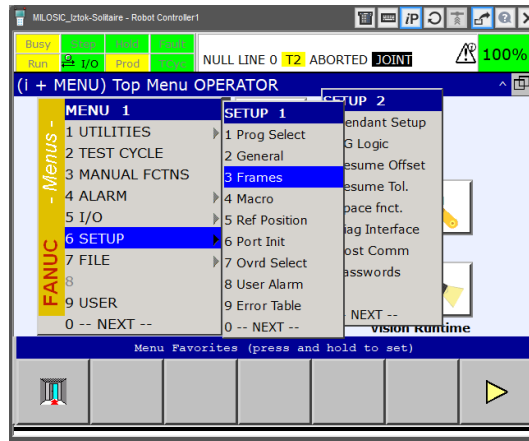 MILOSIC_Iztok-Solitaire - Robot Controller1
iP
Busy Stop Hold Fault
Run I/O Prod TCyc
NULL LINE 0 T2 ABORTED JOINT
100%
(i + MENU) Top Menu OPERATOR
FANUC - Menus -
MENU 1
1 UTILITIES
2 TEST CYCLE
3 MANUAL FCTNS
4 ALARM
5 I/O
6 SETUP
7 FILE
8
9 USER
0 -- NEXT --
SETUP 1
1 Prog Select
2 General
3 Frames
4 Macro
5 Ref Position
6 Port Init
7 Ovrd Select
8 User Alarm
9 Error Table
0 -- NEXT --
SETUP 2
endant Setup
G Logic
esume Offset
esume Tol.
pace fnct.
iag Interface
ost Comm
asswords
NEXT --
Vision Runtime
Menu Favorites (press and hold to set)